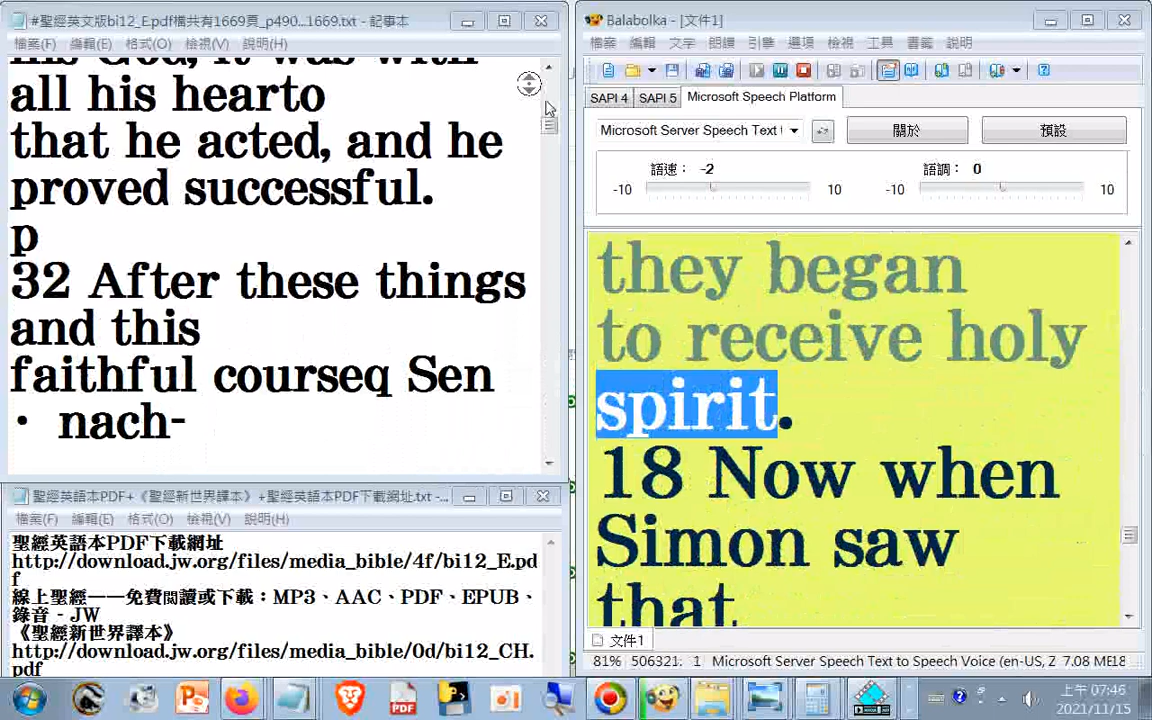 #聖經英文版bi12_E.pdf檔共有1669頁_p490...1669.txt - 記事本
檔案(F) 編輯(E) 格式(O) 檢視(V) 說明(H)
his God, it was with
all his hearto
that he acted, and he
proved successful.
p
32 After these things
and this
faithful courseq Sen
· nach-
聖經英語本PDF+《聖經新世界譯本》+聖經英語本PDF下載網址.txt -...
檔案(F) 編輯(E) 格式(O) 檢視(V) 說明(H)
聖經英語本PDF下載網址
http://download.jw.org/files/media_bible/4f/bi12_E.pd
f
線上聖經——免費閱讀或下載：MP3、AAC、PDF、EPUB、
錄音 - JW
《聖經新世界譯本》
http://download.jw.org/files/media_bible/0d/bi12_CH.
pdf
Balabolka - [文件1]
檔案 編輯 文字 朗讀 引擎 選項 檢視 工具 書籤 說明
SAPI 4 SAPI 5 Microsoft Speech Platform
Microsoft Server Speech Text 關於 預設
語速： -2 語調： 0
-10 10 -10 10
they began
to receive holy
spirit.
18 Now when
Simon saw
that
文件1
81% 506321: 1 Microsoft Server Speech Text to Speech Voice (en-US, Z 7.08 ME18
PDF
上午 07:46
2021/11/15